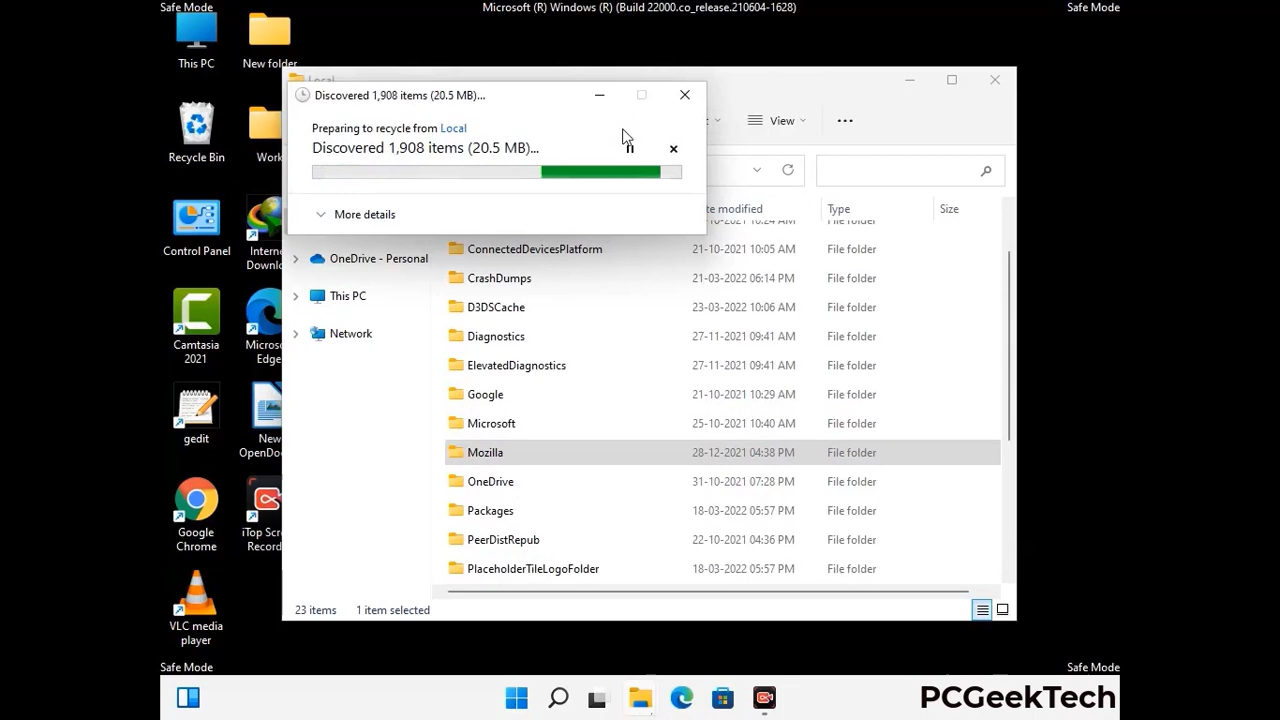 Safe Mode
Microsoft (R) Windows (R) (Build 22000.co_release.210604-1628)
Safe Mode
This PC
New folder
Recycle Bin
Work
Control Panel
Internet
Downlo
Camtasia
2021
Micros
Edge
gedit
New
OpenDoc
Google
Chrome
iTop Scr
Record
VLC media
player
Local
Discovered 1,908 items (20.5 MB)...
Preparing to recycle from Local
Discovered 1,908 items (20.5 MB)...
More details
View
te modified
Type
Size
OneDrive - Personal
This PC
Network
File folder
ConnectedDevicesPlatform 21-10-2021 10:05 AM File folder
CrashDumps 21-03-2022 06:14 PM File folder
D3DSCache 23-03-2022 10:06 AM File folder
Diagnostics 27-11-2021 09:41 AM File folder
ElevatedDiagnostics 27-11-2021 09:41 AM File folder
Google 21-10-2021 10:29 AM File folder
Microsoft 25-10-2021 10:40 AM File folder
Mozilla 28-12-2021 04:38 PM File folder
OneDrive 31-10-2021 07:28 PM File folder
Packages 18-03-2022 05:57 PM File folder
PeerDistRepub 22-10-2021 04:36 PM File folder
PlaceholderTileLogoFolder 18-03-2022 05:57 PM File folder
23 items 1 item selected
Safe Mode
Safe Mode
PCGeekTech